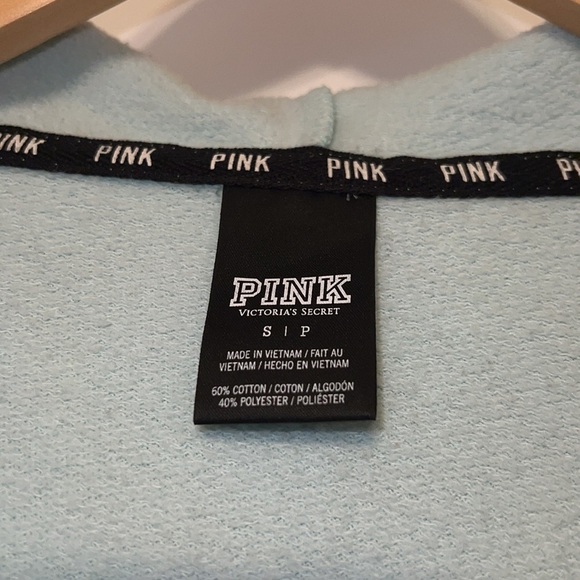 INK PINK PINK PINK PINK P
PINK
VICTORIA'S SECRET
S | P
MADE IN VIETNAM / FAIT AU
VIETNAM / HECHO EN VIETNAM
60% COTTON / COTON / ALGODÓN
40% POLYESTER / POLIÉSTER